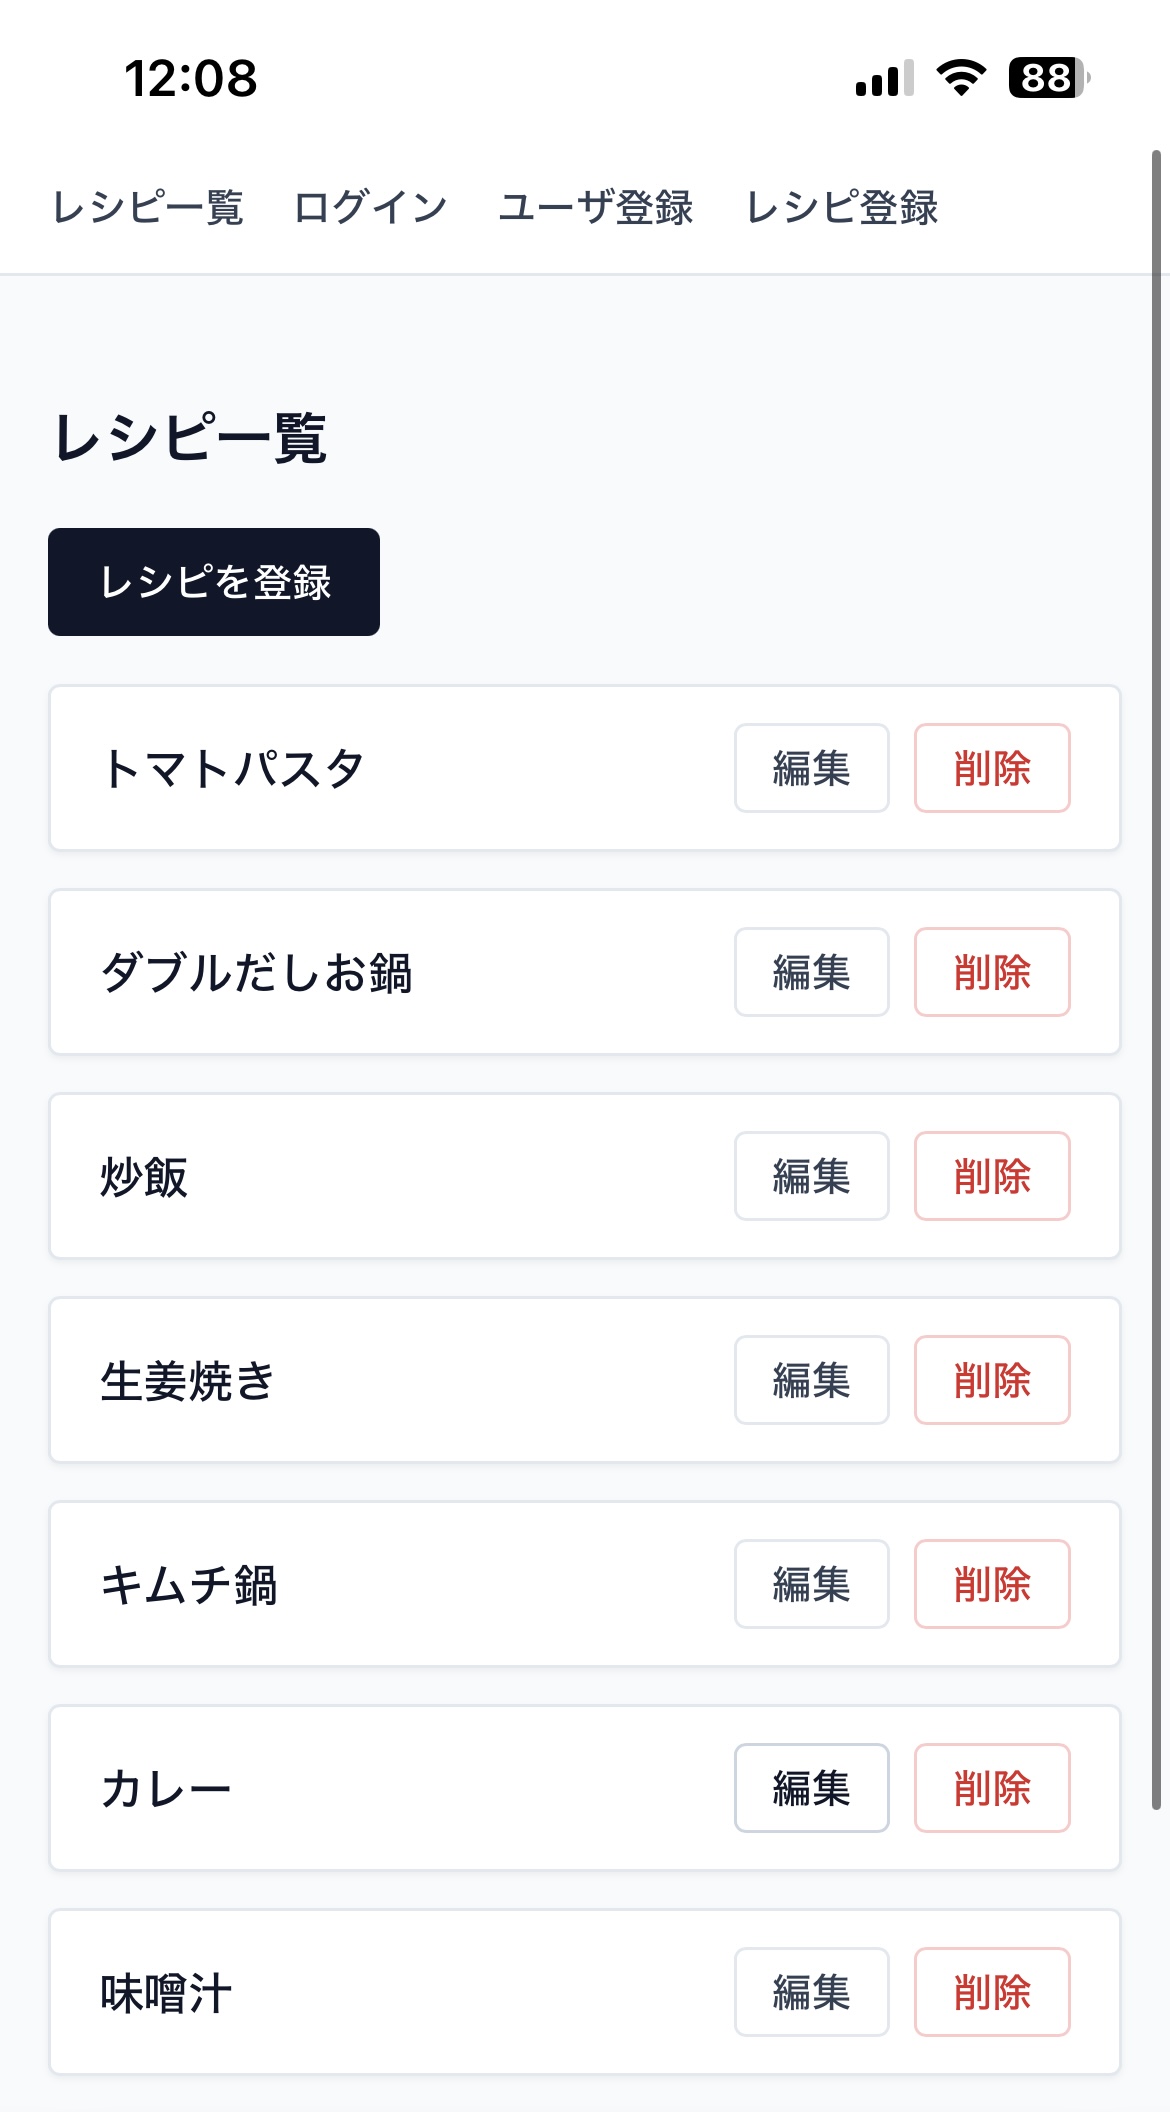 12:08 88
レシピ一覧 ログイン ユーザ登録 レシピ登録
レシピ一覧
レシピを登録
トマトパスタ 編集 削除
ダブルだしお鍋 編集 削除
炒飯 編集 削除
生姜焼き 編集 削除
キムチ鍋 編集 削除
カレー 編集 削除
味噌汁 編集 削除